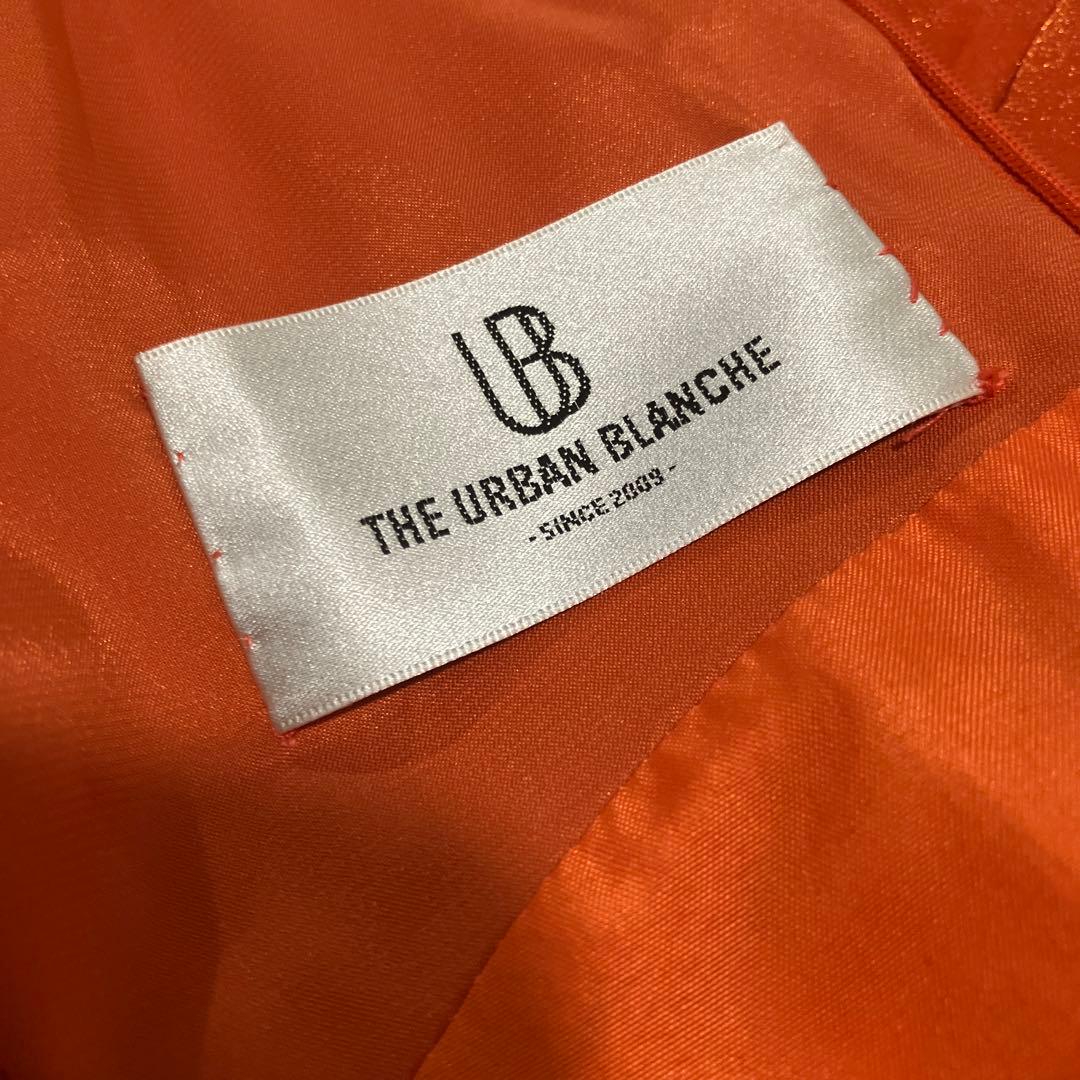 UB
THE URBAN BLANCHE
-SINCE 2009-